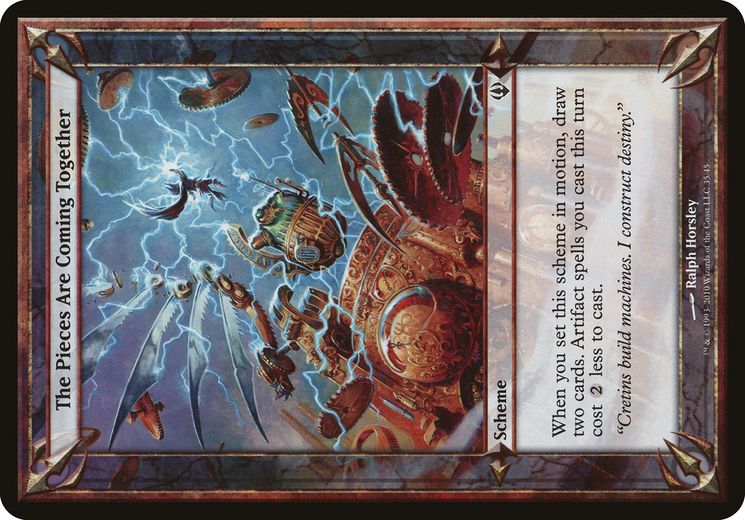 The Pieces Are Coming Together
Scheme
When you set this scheme in motion, draw
two cards. Artifact spells you cast this turn
cost 2 less to cast.
“Cretins build machines. I construct destiny.”
Ralph Horsley
™ & © 1993–2010 Wizards of the Coast LLC 35/45